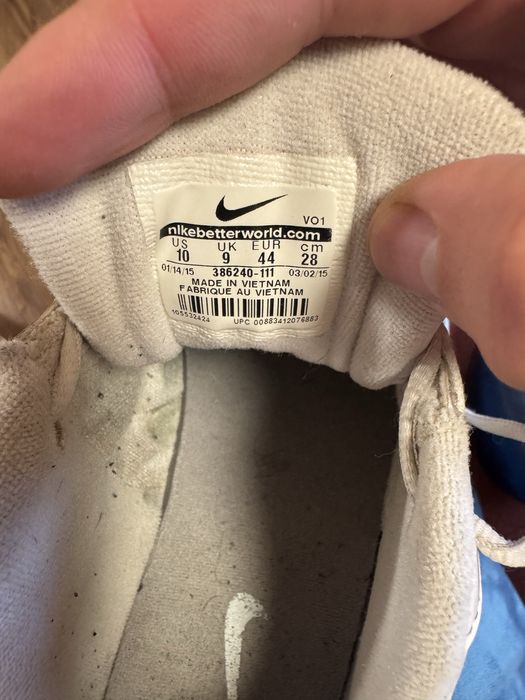 VO1
nikebetterworld.com
US UK EUR cm
10 9 44 28
01/14/15 386240-111 03/02/15
MADE IN VIETNAM
FABRIQUE AU VIETNAM
105532424
UPC 00883412076883